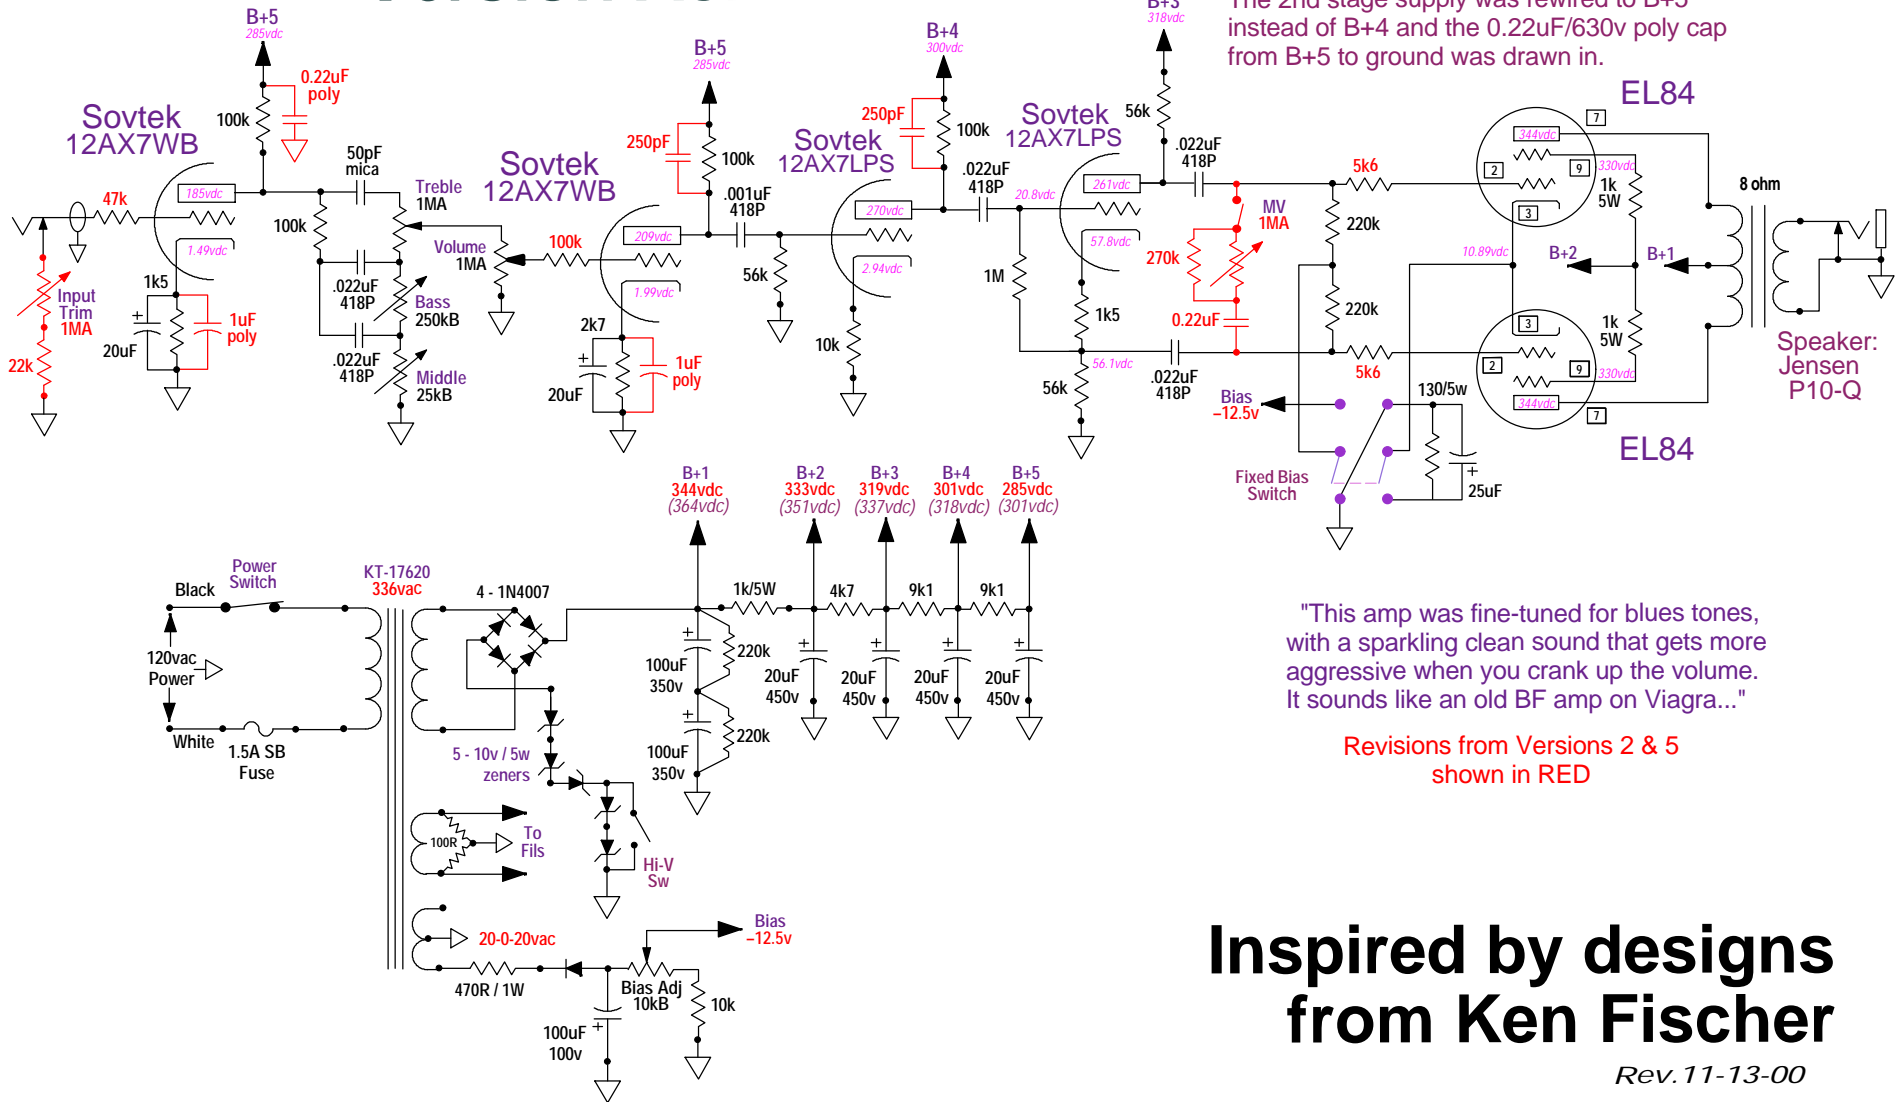 B+5
285vdc
0.22uF
poly
100k
Sovtek
12AX7WB
50pF
mica
185vdc
47k
Treble
1MA
100k
1.49vdc
Volume
1MA
1k5
Input
Trim
1MA
20uF
1uF
poly
.022uF
418P
Bass
250kB
22k
.022uF
418P
Middle
25kB
B+5
285vdc
250pF
100k
Sovtek
12AX7WB
.001uF
418P
209vdc
100k
56k
1.99vdc
2k7
20uF
1uF
poly
B+4
300vdc
250pF
100k
Sovtek
12AX7LPS
.022uF
418P
270vdc
2.94vdc
10k
1M
B+3
318vdc
56k
Sovtek
12AX7LPS
.022uF
418P
20.8vdc
261vdc
57.8vdc
1k5
56.1vdc
56k
.022uF
418P
The 2nd stage supply was rewired to B+5
instead of B+4 and the 0.22uF/630v poly cap
from B+5 to ground was drawn in.
MV
1MA
270k
0.22uF
5k6
220k
220k
5k6
EL84
344vdc
7
2
9
330vdc
3
1k
5W
10.89vdc
B+2
B+1
8 ohm
3
1k
5W
2
9
330vdc
344vdc
7
EL84
Speaker:
Jensen
P10-Q
Bias
–12.5v
130/5w
Fixed Bias
Switch
25uF
B+1
344vdc
(364vdc)
B+2
333vdc
(351vdc)
B+3
319vdc
(337vdc)
B+4
301vdc
(318vdc)
B+5
285vdc
(301vdc)
Black
Power
Switch
KT-17620
336vac
4 - 1N4007
1k/5W
4k7
9k1
9k1
120vac
Power
100uF
350v
220k
20uF
450v
20uF
450v
20uF
450v
20uF
450v
White
1.5A SB
Fuse
5 - 10v / 5w
zeners
100uF
350v
220k
100R
To
Fils
Hi-V
Sw
20-0-20vac
Bias
–12.5v
470R / 1W
Bias Adj
10kB
10k
100uF
100v
"This amp was fine-tuned for blues tones,
with a sparkling clean sound that gets more
aggressive when you crank up the volume.
It sounds like an old BF amp on Viagra..."
Revisions from Versions 2 & 5
shown in RED
Inspired by designs
from Ken Fischer
Rev.11-13-00